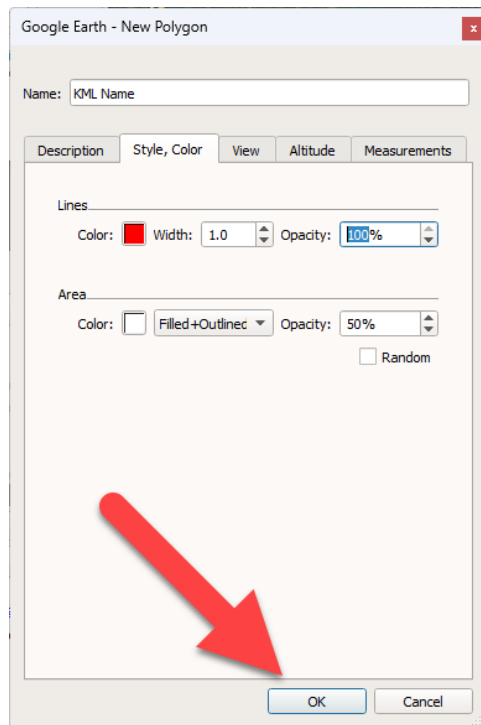 Google Earth - New Polygon
x
Name: KML Name
Description Style, Color View Altitude Measurements
Lines
Color: Width: 1.0 Opacity: 100%
Area
Color: Filled+Outlined Opacity: 50%
Random
OK Cancel